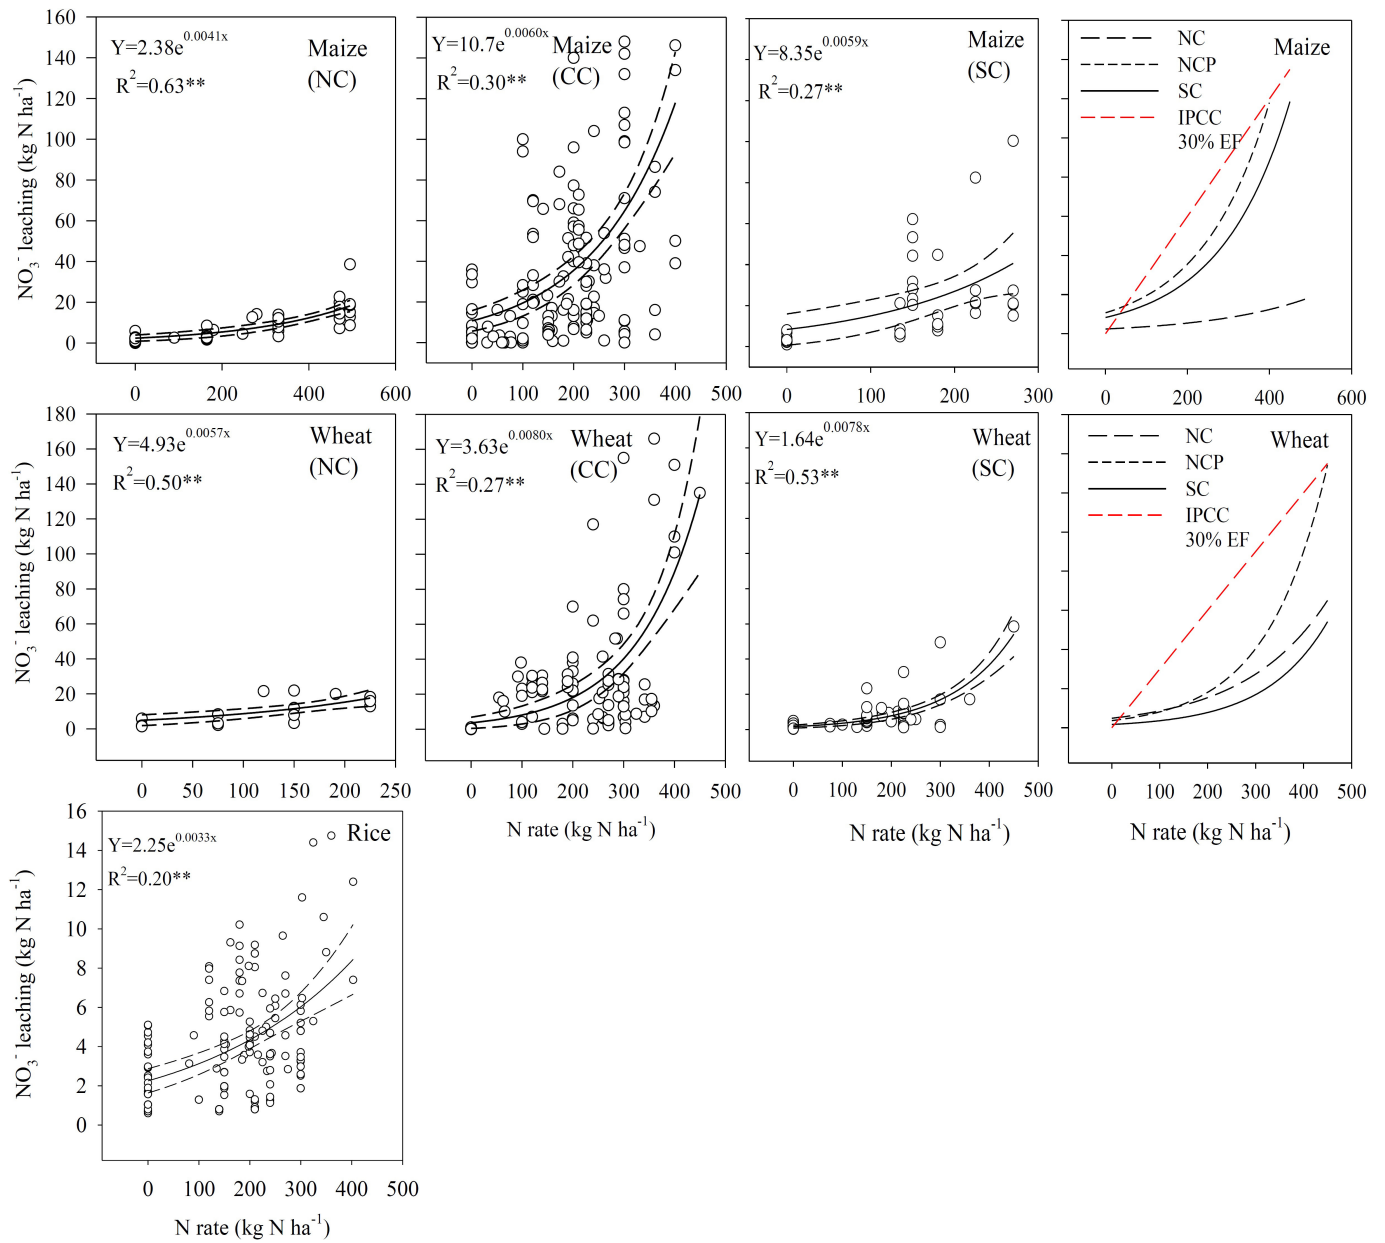 NO₃⁻ leaching (kg N ha⁻¹)
160
140
120
100
80
60
40
20
0
Y=2.38e^0.0041x
R²=0.63**
Maize
(NC)
0 200 400 600
Y=10.7e^0.0060x
R²=0.30**
Maize
(CC)
0 100 200 300 400 500
Y=8.35e^0.0059x
R²=0.27**
Maize
(SC)
0 100 200 300
NC
NCP
SC
IPCC
30% EF
Maize
0 200 400 600
NO₃⁻ leaching (kg N ha⁻¹)
180
160
140
120
100
80
60
40
20
0
Y=4.93e^0.0057x
R²=0.50**
Wheat
(NC)
0 50 100 150 200 250
Y=3.63e^0.0080x
R²=0.27**
Wheat
(CC)
0 100 200 300 400 500
N rate (kg N ha⁻¹)
Y=1.64e^0.0078x
R²=0.53**
Wheat
(SC)
0 100 200 300 400 500
N rate (kg N ha⁻¹)
NC
NCP
SC
IPCC
30% EF
Wheat
0 100 200 300 400 500
N rate (kg N ha⁻¹)
NO₃⁻ leaching (kg N ha⁻¹)
16
14
12
10
8
6
4
2
0
Y=2.25e^0.0033x
R²=0.20**
Rice
0 100 200 300 400 500
N rate (kg N ha⁻¹)